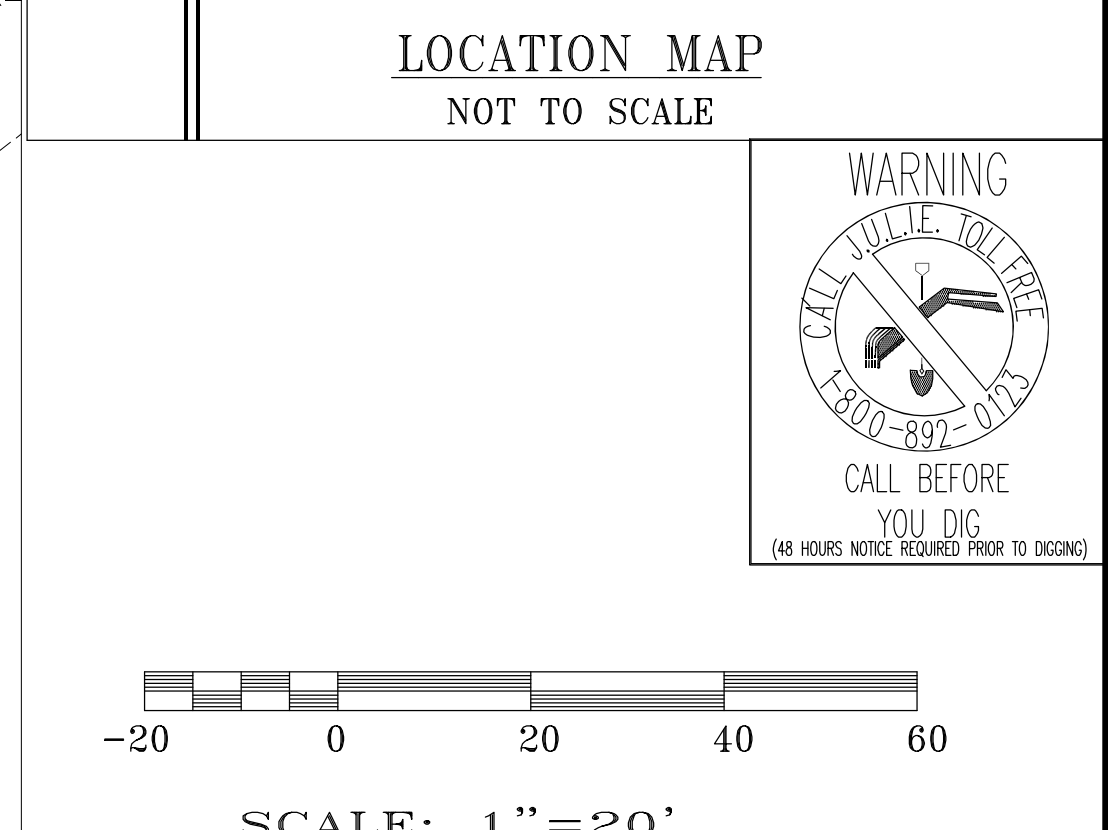 LOCATION MAP
NOT TO SCALE
WARNING
CALL J.U.L.I.E. TOLL FREE
1-800-892-0123
CALL BEFORE
YOU DIG
(48 HOURS NOTICE REQUIRED PRIOR TO DIGGING)
-20 0 20 40 60
SCALE: 1"=20'